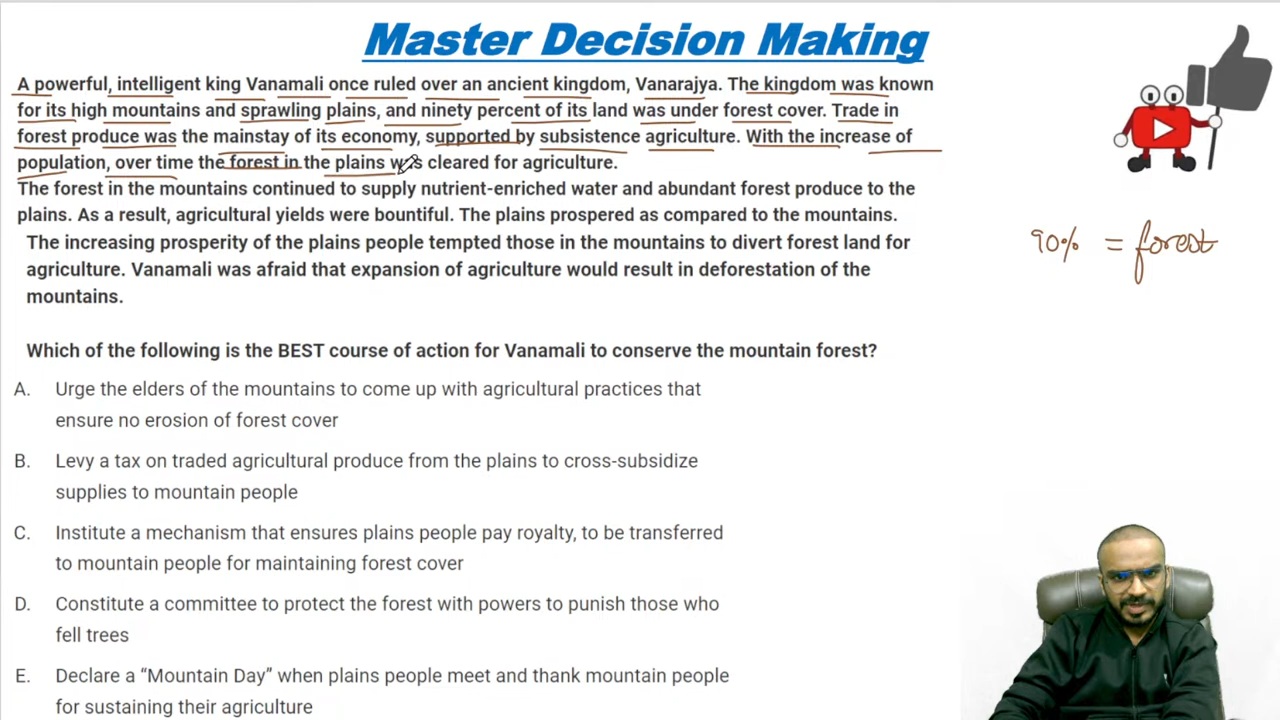 Master Decision Making
A powerful, intelligent king Vanamali once ruled over an ancient kingdom, Vanarajya. The kingdom was known
for its high mountains and sprawling plains, and ninety percent of its land was under forest cover. Trade in
forest produce was the mainstay of its economy, supported by subsistence agriculture. With the increase of
population, over time the forest in the plains was cleared for agriculture.
The forest in the mountains continued to supply nutrient-enriched water and abundant forest produce to the
plains. As a result, agricultural yields were bountiful. The plains prospered as compared to the mountains.
The increasing prosperity of the plains people tempted those in the mountains to divert forest land for
agriculture. Vanamali was afraid that expansion of agriculture would result in deforestation of the
mountains.
90% = forest
Which of the following is the BEST course of action for Vanamali to conserve the mountain forest?
A. Urge the elders of the mountains to come up with agricultural practices that
ensure no erosion of forest cover
B. Levy a tax on traded agricultural produce from the plains to cross-subsidize
supplies to mountain people
C. Institute a mechanism that ensures plains people pay royalty, to be transferred
to mountain people for maintaining forest cover
D. Constitute a committee to protect the forest with powers to punish those who
fell trees
E. Declare a “Mountain Day” when plains people meet and thank mountain people
for sustaining their agriculture